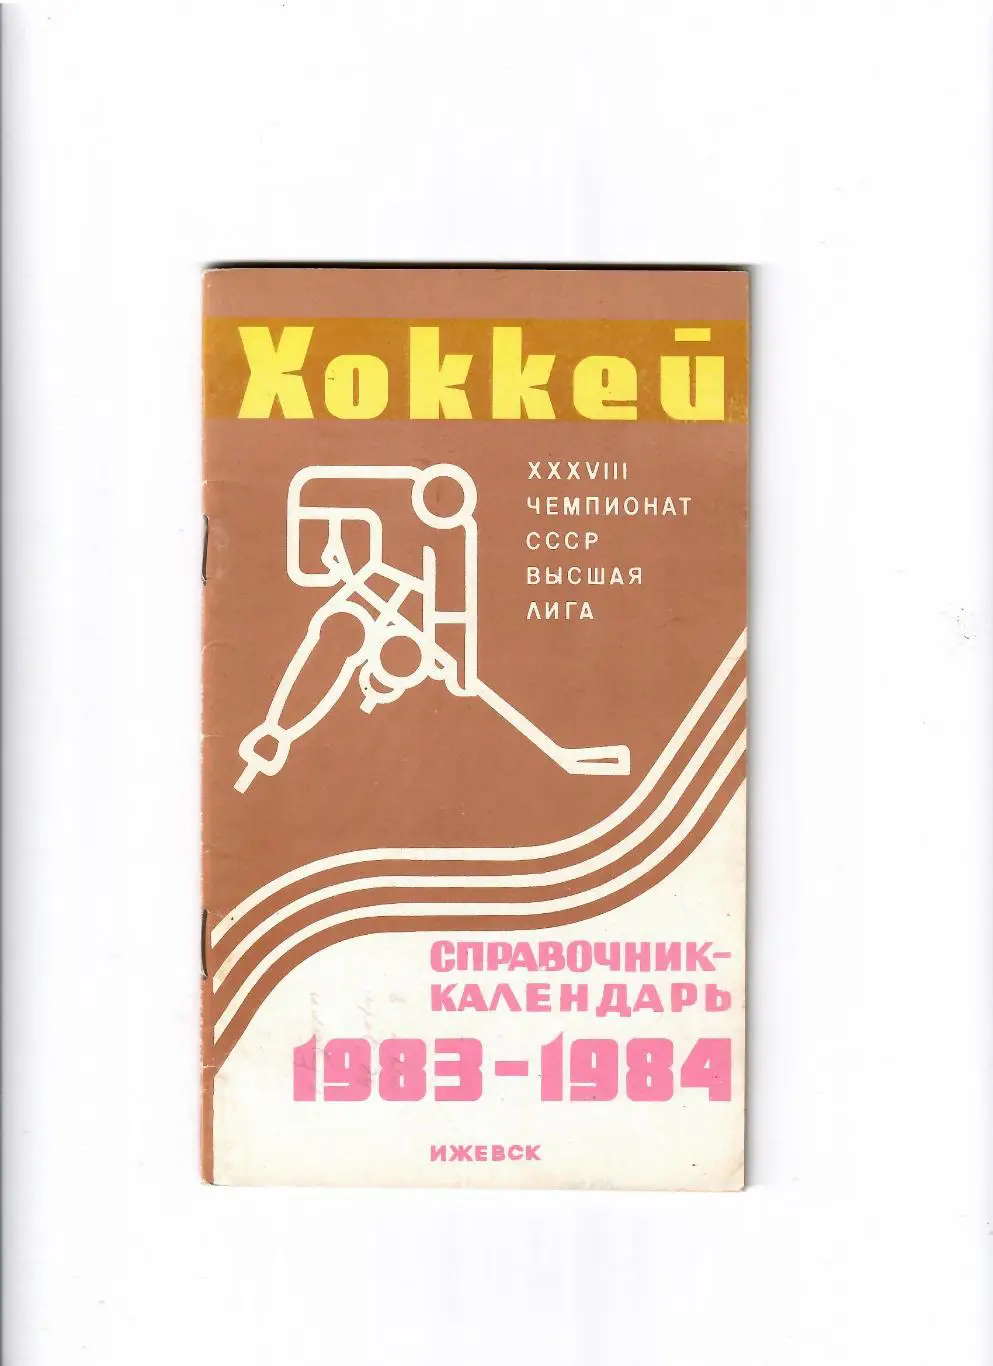 Хоккей
XXXVIII
ЧЕМПИОНАТ
СССР
ВЫСШАЯ
ЛИГА
СПРАВОЧНИК-
КАЛЕНДАРЬ
1983-1984
ИЖЕВСК